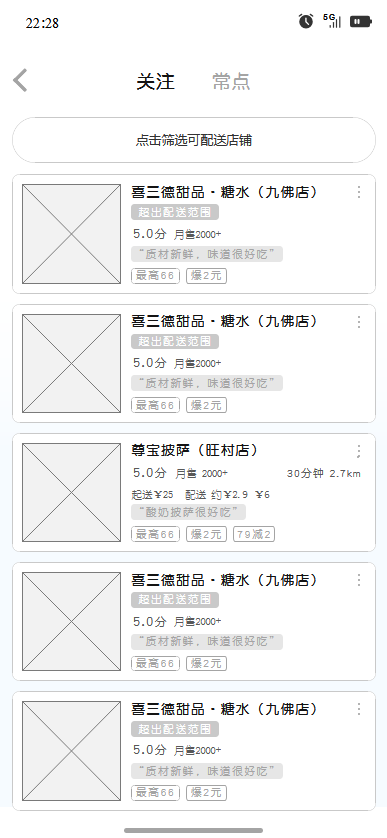 22:28
5G
关注 常点
点击筛选可配送店铺
喜三德甜品·糖水（九佛店）
超出配送范围
5.0分 月售2000+
“质材新鲜，味道很好吃”
最高66 爆2元
喜三德甜品·糖水（九佛店）
超出配送范围
5.0分 月售2000+
“质材新鲜，味道很好吃”
最高66 爆2元
尊宝披萨（旺村店）
5.0分 月售 2000+ 30分钟 2.7km
起送￥25 配送 约￥2.9 ￥6
“酸奶披萨很好吃”
最高66 爆2元 79减2
喜三德甜品·糖水（九佛店）
超出配送范围
5.0分 月售2000+
“质材新鲜，味道很好吃”
最高66 爆2元
喜三德甜品·糖水（九佛店）
超出配送范围
5.0分 月售2000+
“质材新鲜，味道很好吃”
最高66 爆2元